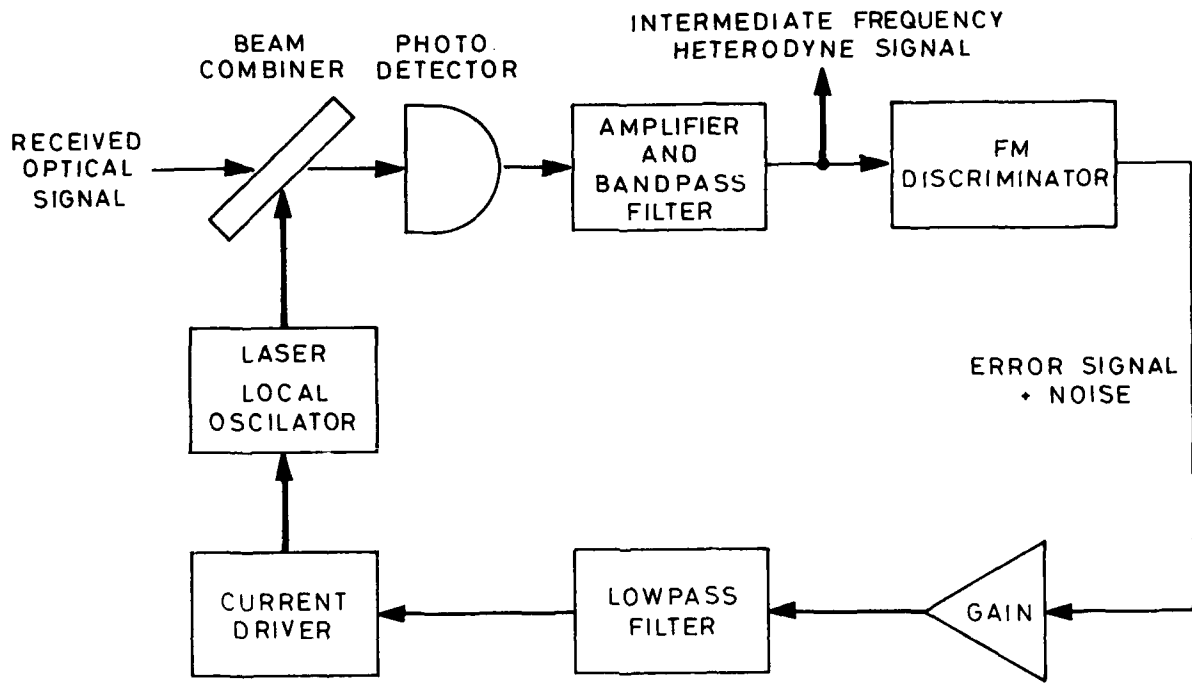 INTERMEDIATE FREQUENCY
HETERODYNE SIGNAL
BEAM
COMBINER
PHOTO
DETECTOR
RECEIVED
OPTICAL
SIGNAL
AMPLIFIER
AND
BANDPASS
FILTER
FM
DISCRIMINATOR
LASER
LOCAL
OSCILATOR
ERROR SIGNAL
+ NOISE
CURRENT
DRIVER
LOWPASS
FILTER
GAIN